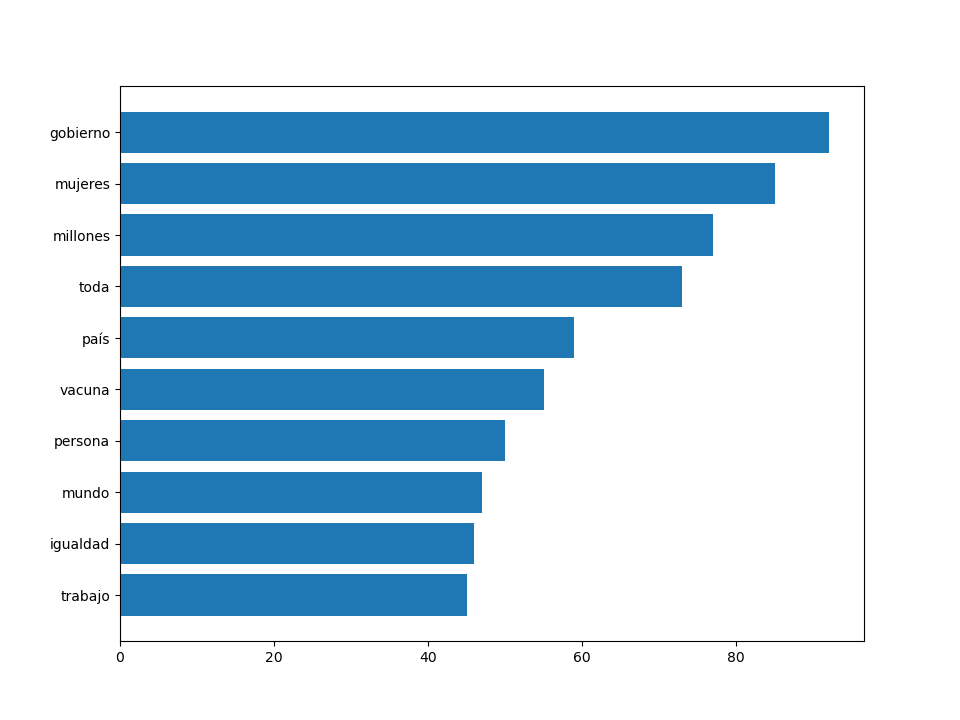 gobierno
mujeres
millones
toda
país
vacuna
persona
mundo
igualdad
trabajo
0 20 40 60 80